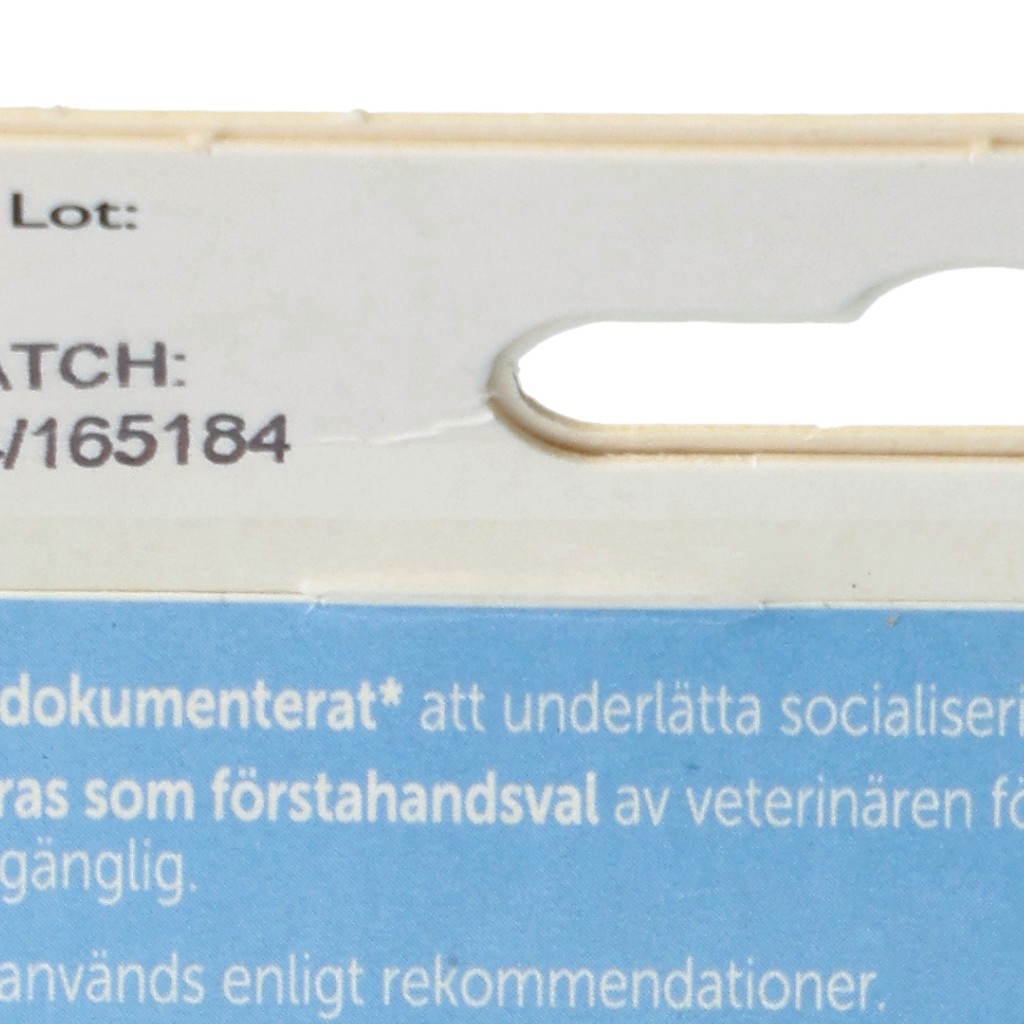 Lot:
ATCH:
/165184
dokumenterat* att underlätta socialiseri
ras som förstahandsval av veterinären fö
gänglig.
används enligt rekommendationer.